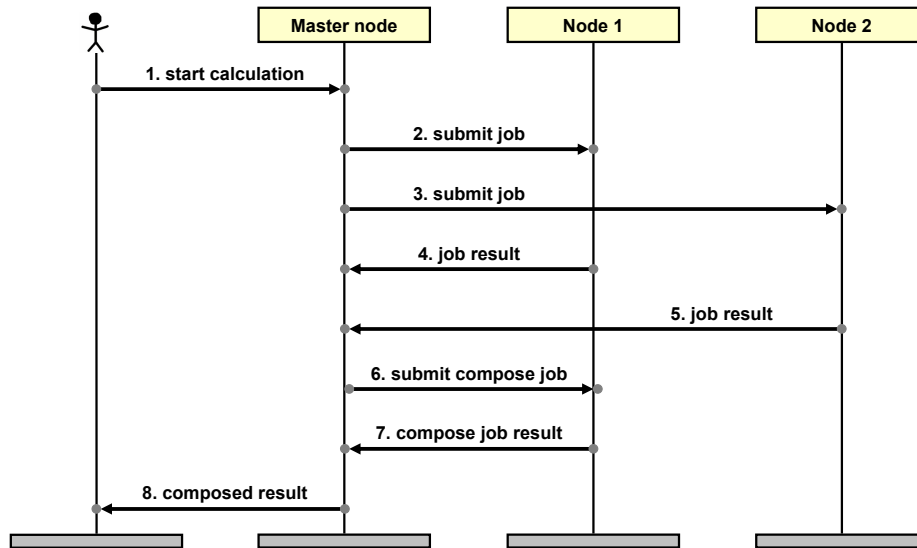 Master node
Node 1
Node 2
1. start calculation
2. submit job
3. submit job
4. job result
5. job result
6. submit compose job
7. compose job result
8. composed result